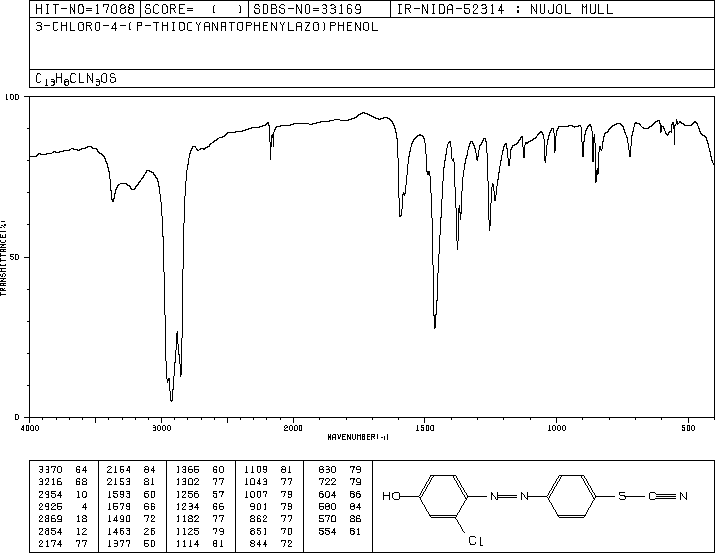 HIT-NO=17088 SCORE= ( ) SDBS-NO=33169 IR-NIDA-52314 : NUJOL MULL
3-CHLORO-4-(P-THIOCYANATOPHENYLAZO)PHENOL
C13H8CLN3OS
100
50
0
TRANSMITTANCE(%)
4000 3000 2000 1500 1000 500
WAVENUMBER(-1)
3370 64 2164 84 1366 60 1109 81 830 79
3216 68 2153 81 1302 77 1043 77 722 79
2954 10 1593 60 1256 57 1007 79 604 86
2925 4 1579 66 1234 66 901 79 580 84
2869 18 1490 72 1182 77 862 77 570 86
2854 12 1463 26 1125 79 851 70 554 81
2174 77 1377 50 1114 81 844 72
HO N N S C N
Cl